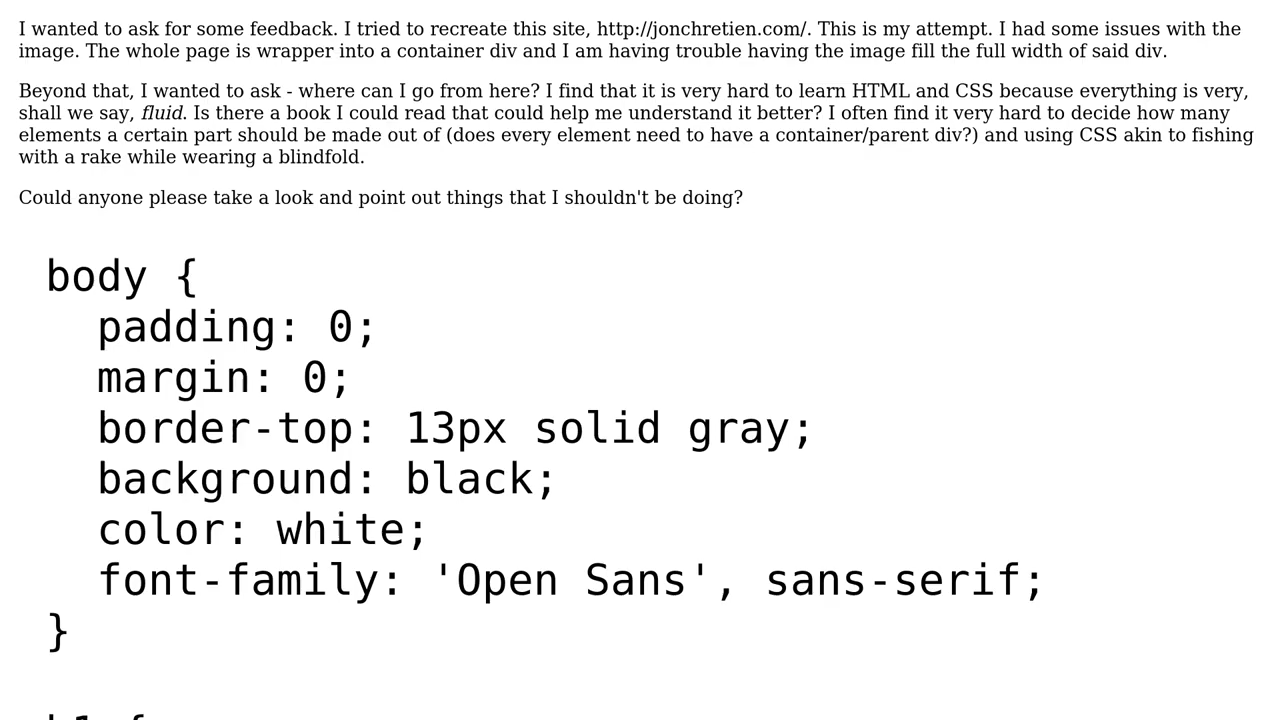 I wanted to ask for some feedback. I tried to recreate this site, http://jonchretien.com/. This is my attempt. I had some issues with the
image. The whole page is wrapper into a container div and I am having trouble having the image fill the full width of said div.
Beyond that, I wanted to ask - where can I go from here? I find that it is very hard to learn HTML and CSS because everything is very,
shall we say, fluid. Is there a book I could read that could help me understand it better? I often find it very hard to decide how many
elements a certain part should be made out of (does every element need to have a container/parent div?) and using CSS akin to fishing
with a rake while wearing a blindfold.
Could anyone please take a look and point out things that I shouldn't be doing?
body {
  padding: 0;
  margin: 0;
  border-top: 13px solid gray;
  background: black;
  color: white;
  font-family: 'Open Sans', sans-serif;
}